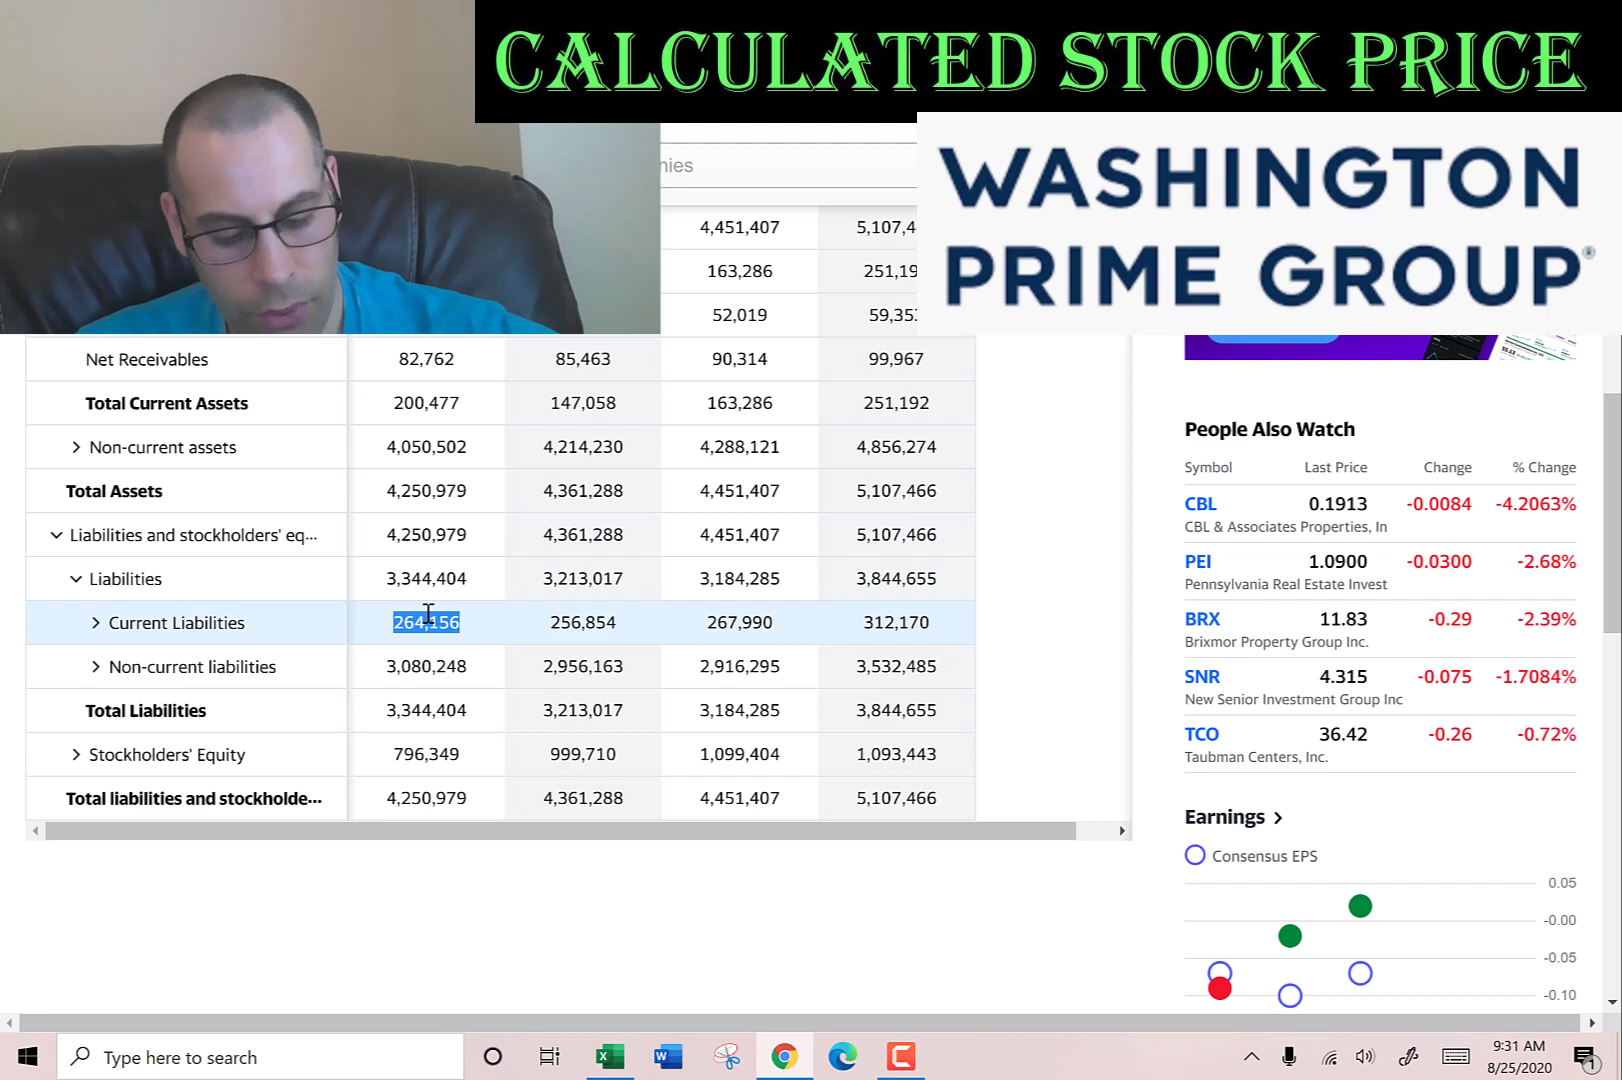 CALCULATED STOCK PRICE
WASHINGTON
PRIME GROUP®
nies
4,451,407 5,107,4
163,286 251,19
52,019 59,353
Net Receivables 82,762 85,463 90,314 99,967
Total Current Assets 200,477 147,058 163,286 251,192
> Non-current assets 4,050,502 4,214,230 4,288,121 4,856,274
Total Assets 4,250,979 4,361,288 4,451,407 5,107,466
Liabilities and stockholders' eq... 4,250,979 4,361,288 4,451,407 5,107,466
Liabilities 3,344,404 3,213,017 3,184,285 3,844,655
> Current Liabilities 264,156 256,854 267,990 312,170
> Non-current liabilities 3,080,248 2,956,163 2,916,295 3,532,485
Total Liabilities 3,344,404 3,213,017 3,184,285 3,844,655
> Stockholders' Equity 796,349 999,710 1,099,404 1,093,443
Total liabilities and stockholde... 4,250,979 4,361,288 4,451,407 5,107,466
People Also Watch
Symbol Last Price Change % Change
CBL 0.1913 -0.0084 -4.2063%
CBL & Associates Properties, In
PEI 1.0900 -0.0300 -2.68%
Pennsylvania Real Estate Invest
BRX 11.83 -0.29 -2.39%
Brixmor Property Group Inc.
SNR 4.315 -0.075 -1.7084%
New Senior Investment Group Inc
TCO 36.42 -0.26 -0.72%
Taubman Centers, Inc.
Earnings >
Consensus EPS
0.05
-0.00
-0.05
-0.10
Type here to search
9:31 AM
8/25/2020
1